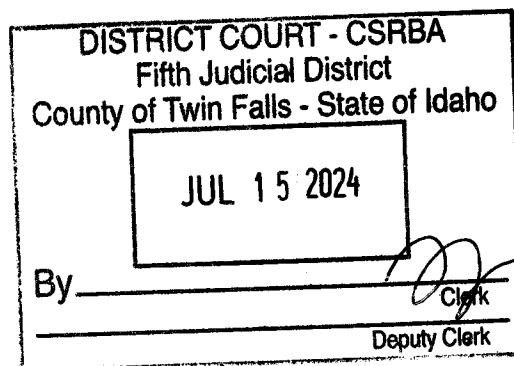 DISTRICT COURT - CSRBA
Fifth Judicial District
County of Twin Falls - State of Idaho
JUL 15 2024
By
Clerk
Deputy Clerk